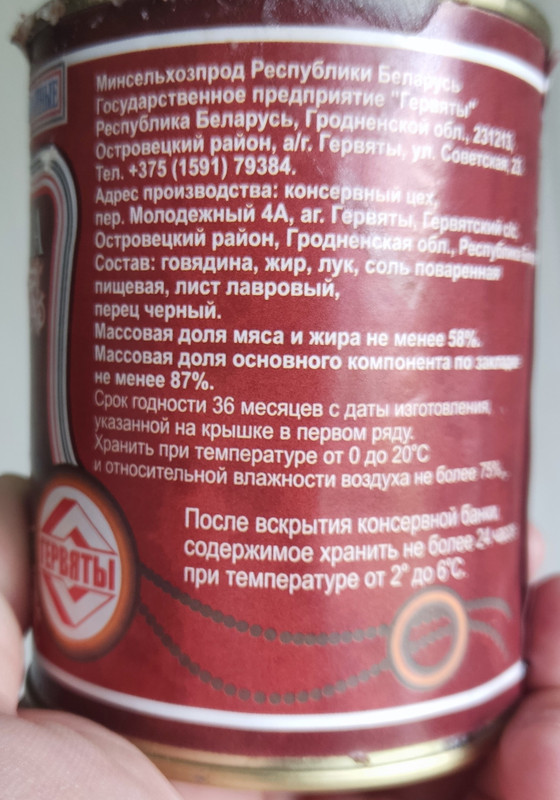 Минсельхозпрод Республики Беларусь
Государственное предприятие "Гервяты"
Республика Беларусь, Гродненской обл., 231213,
Островецкий район, а/г. Гервяты, ул. Советская,
Тел. +375 (1591) 79384.
Адрес производства: консервный цех,
пер. Молодежный 4А, аг. Гервяты, Гервятский с/с,
Островецкий район, Гродненская обл., Республика
Состав: говядина, жир, лук, соль поваренная
пищевая, лист лавровый,
перец черный.
Массовая доля мяса и жира не менее 58%.
Массовая доля основного компонента по закладке
не менее 87%.
Срок годности 36 месяцев с даты изготовления,
указанной на крышке в первом ряду.
Хранить при температуре от 0 до 20°С
и относительной влажности воздуха не более 75%.
После вскрытия консервной банки,
содержимое хранить не более 24 часов
при температуре от 2° до 6°С.
ГЕРВЯТЫ